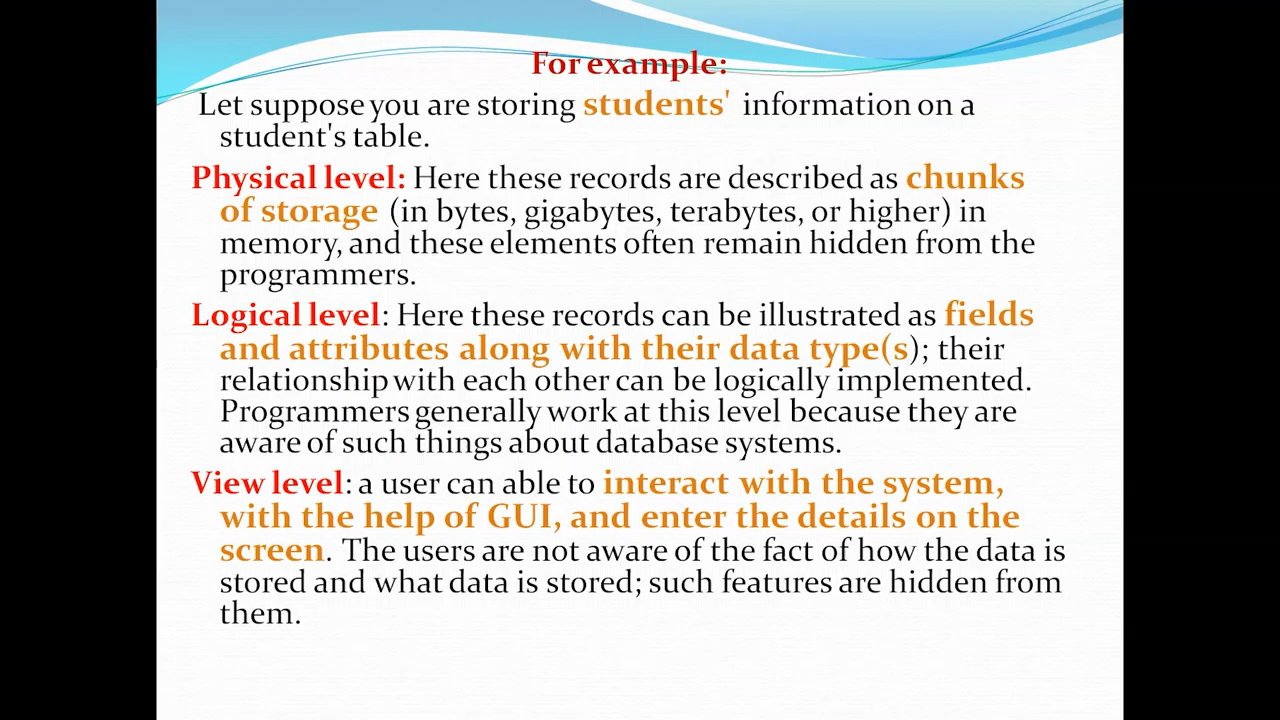 For example:
Let suppose you are storing students' information on a
student's table.
Physical level: Here these records are described as chunks
of storage (in bytes, gigabytes, terabytes, or higher) in
memory, and these elements often remain hidden from the
programmers.
Logical level: Here these records can be illustrated as fields
and attributes along with their data type(s); their
relationship with each other can be logically implemented.
Programmers generally work at this level because they are
aware of such things about database systems.
View level: a user can able to interact with the system,
with the help of GUI, and enter the details on the
screen. The users are not aware of the fact of how the data is
stored and what data is stored; such features are hidden from
them.